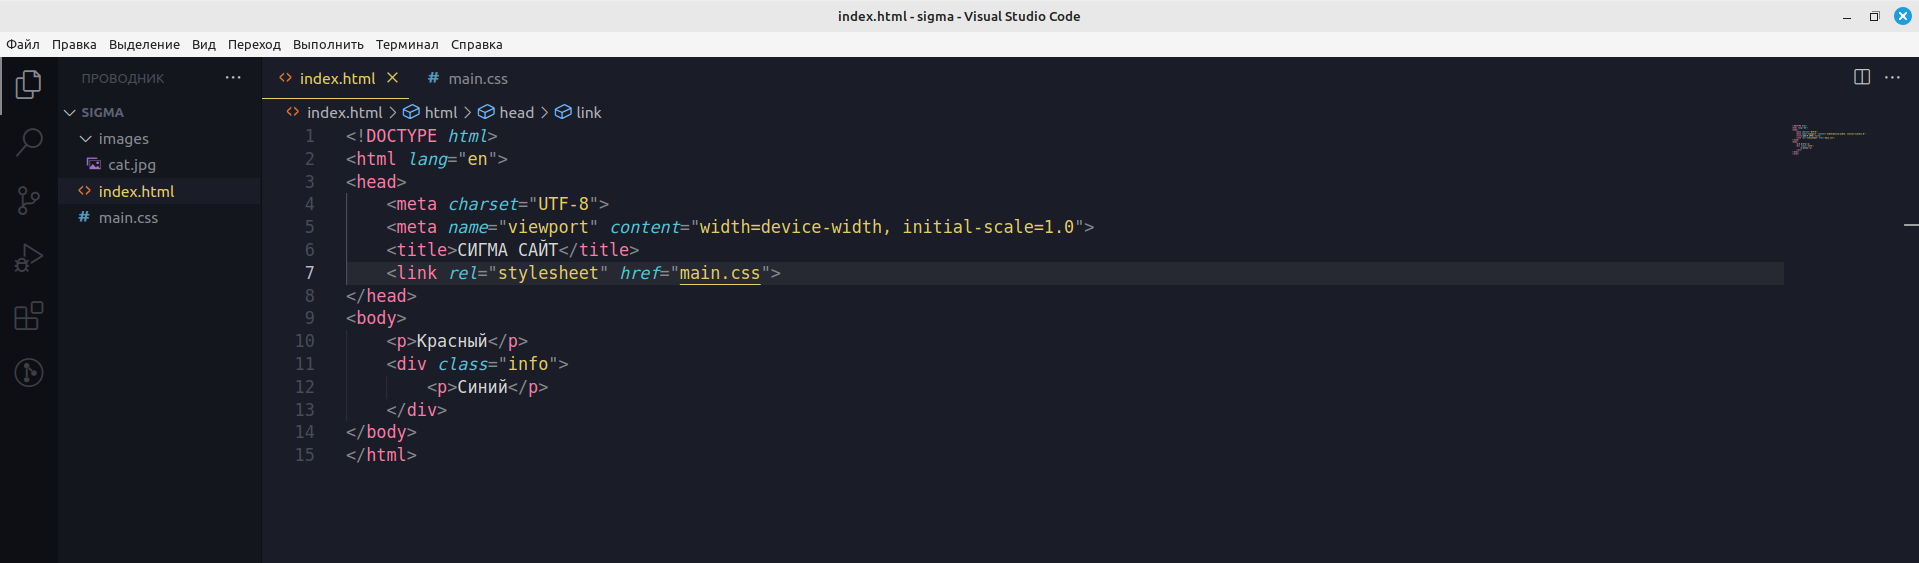 index.html - sigma - Visual Studio Code
Файл Правка Выделение Вид Переход Выполнить Терминал Справка
ПРОВОДНИК ···
SIGMA
images
cat.jpg
index.html
main.css
index.html main.css
index.html > html > head > link
1 <!DOCTYPE html>
2 <html lang="en">
3 <head>
4     <meta charset="UTF-8">
5     <meta name="viewport" content="width=device-width, initial-scale=1.0">
6     <title>СИГМА САЙТ</title>
7     <link rel="stylesheet" href="main.css">
8 </head>
9 <body>
10     <p>Красный</p>
11     <div class="info">
12         <p>Синий</p>
13     </div>
14 </body>
15 </html>